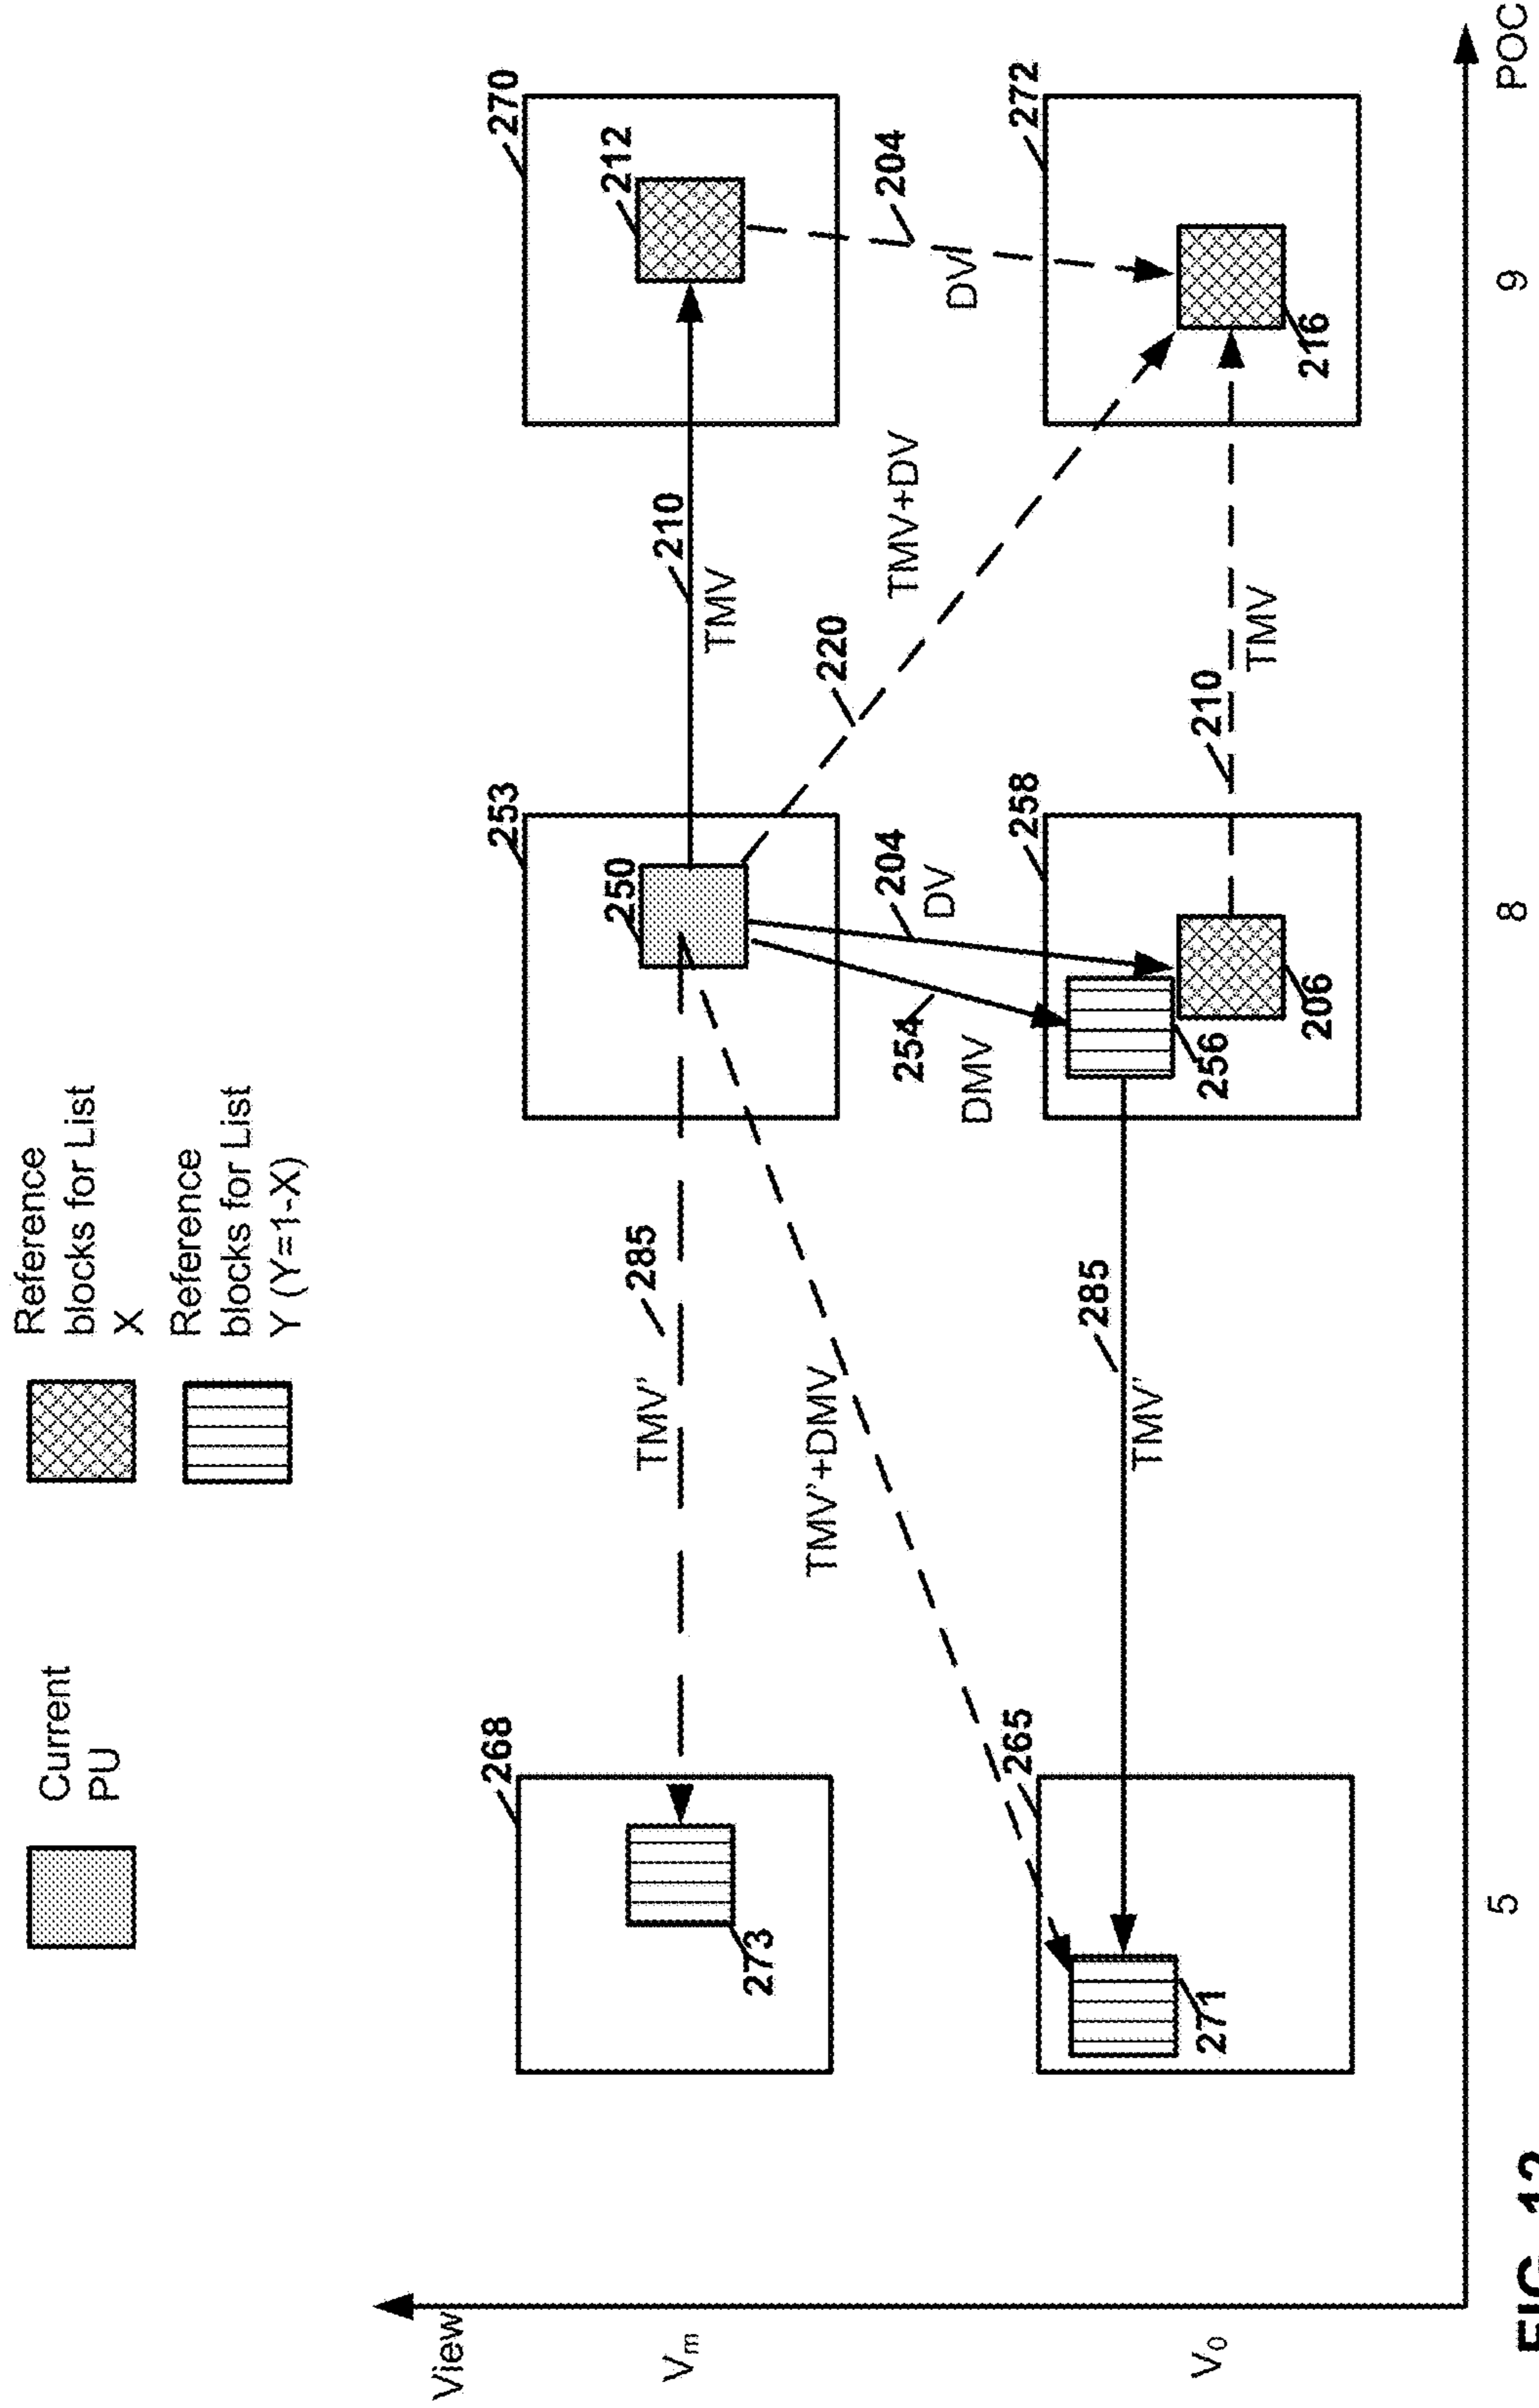 Current
PU
Reference
blocks for List
X
Reference
blocks for List
Y (Y=1-X)
View
268
253
270
250
212
TMV'
285
210
TMV
Vm
273
220
TMV+DV
TMV'+DMV
204
DV
204
DV
254
DMV
265
258
272
285
TMV'
210
TMV
V0
271
256
206
216
5
8
9
POC